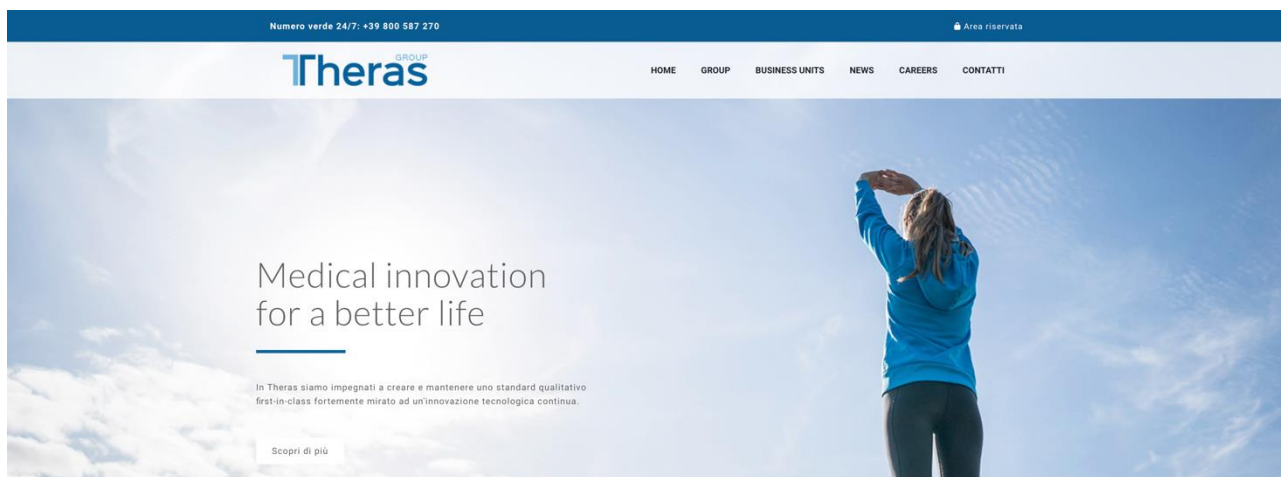 Numero verde 24/7: +39 800 587 270
Area riservata
Theras GROUP
HOME GROUP BUSINESS UNITS NEWS CAREERS CONTATTI
Medical innovation
for a better life
In Theras siamo impegnati a creare e mantenere uno standard qualitativo
first-in-class fortemente mirato ad un'innovazione tecnologica continua.
Scopri di più